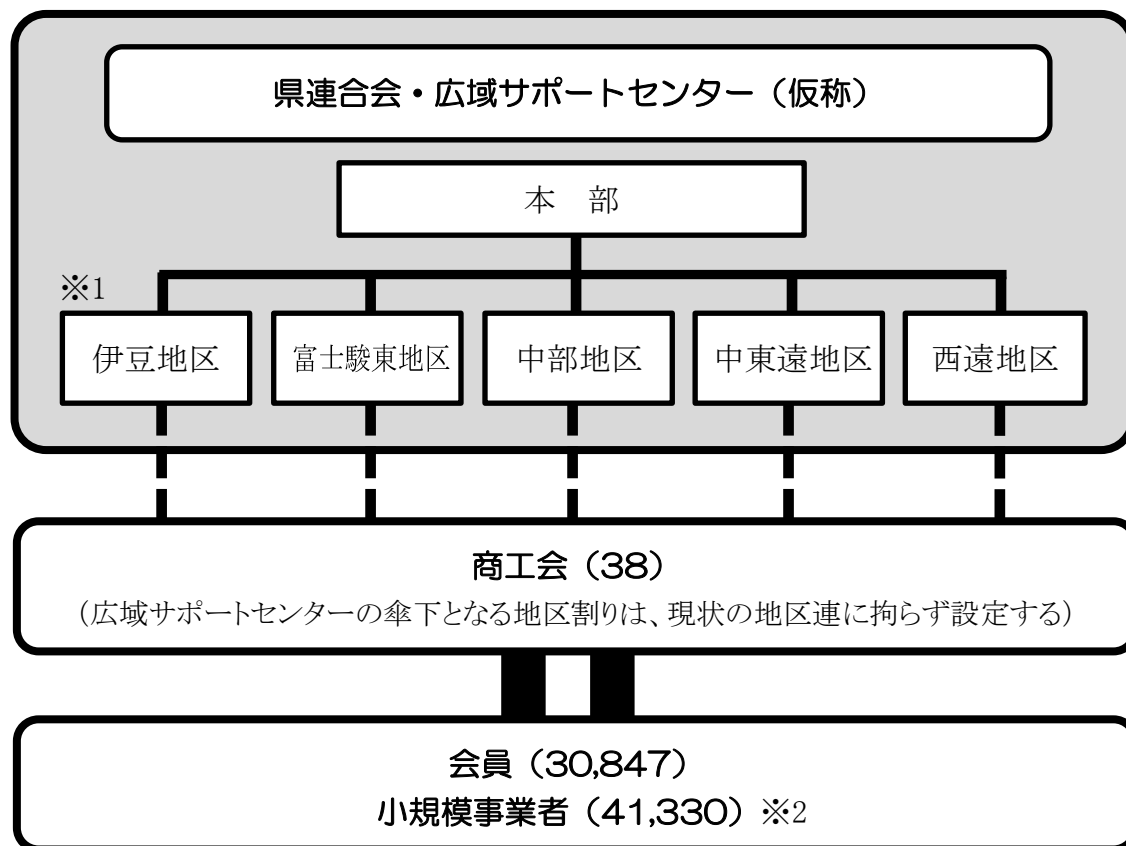 県連合会・広域サポートセンター（仮称）
本　部
※1
伊豆地区
富士駿東地区
中部地区
中東遠地区
西遠地区
商工会（38）
（広域サポートセンターの傘下となる地区割りは、現状の地区連に拘らず設定する）
会員（30,847）
小規模事業者（41,330）※2